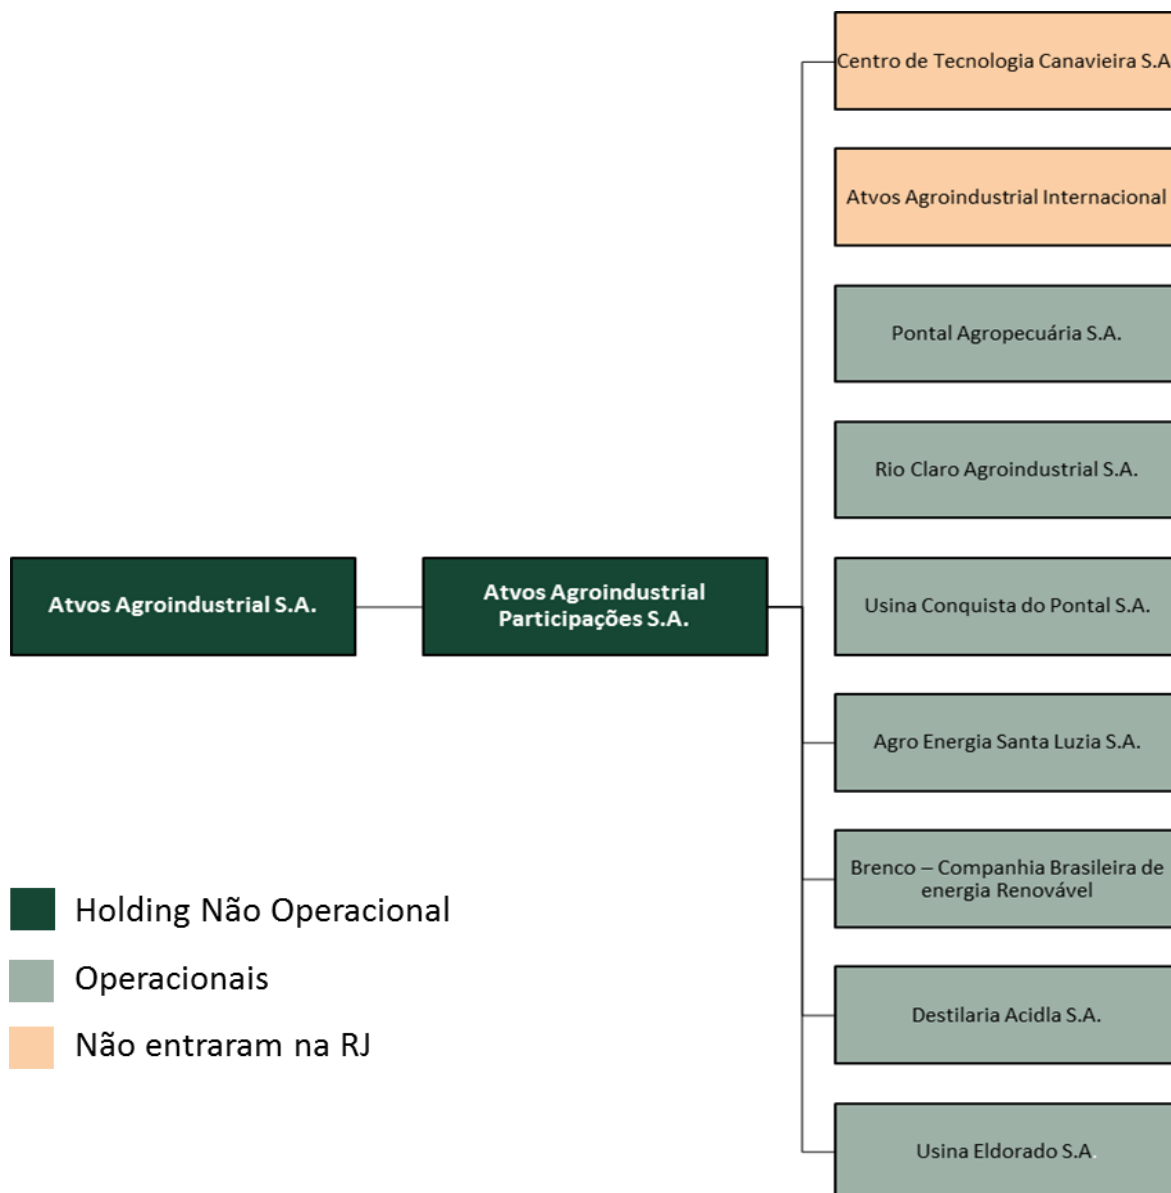 Centro de Tecnologia Canavieira S.A
Atvos Agroindustrial Internacional
Pontal Agropecuária S.A.
Rio Claro Agroindustrial S.A.
Atvos Agroindustrial S.A.
Atvos Agroindustrial
Participações S.A.
Usina Conquista do Pontal S.A.
Agro Energia Santa Luzia S.A.
Brenco – Companhia Brasileira de
energia Renovável
Destilaria Acidla S.A.
Usina Eldorado S.A.
Holding Não Operacional
Operacionais
Não entraram na RJ